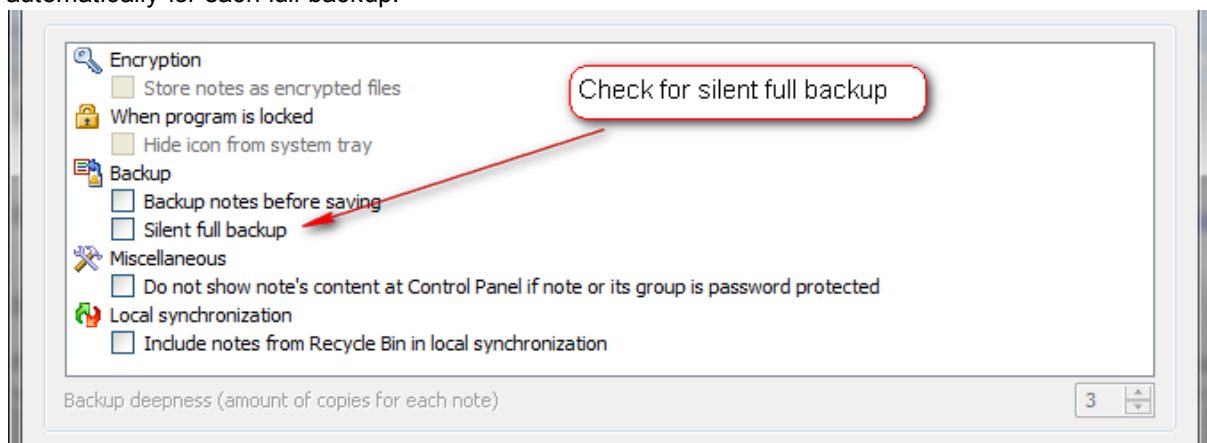 automatically for each full backup.
Encryption
Store notes as encrypted files
Check for silent full backup
When program is locked
Hide icon from system tray
Backup
Backup notes before saving
Silent full backup
Miscellaneous
Do not show note's content at Control Panel if note or its group is password protected
Local synchronization
Include notes from Recycle Bin in local synchronization
Backup deepness (amount of copies for each note)
3